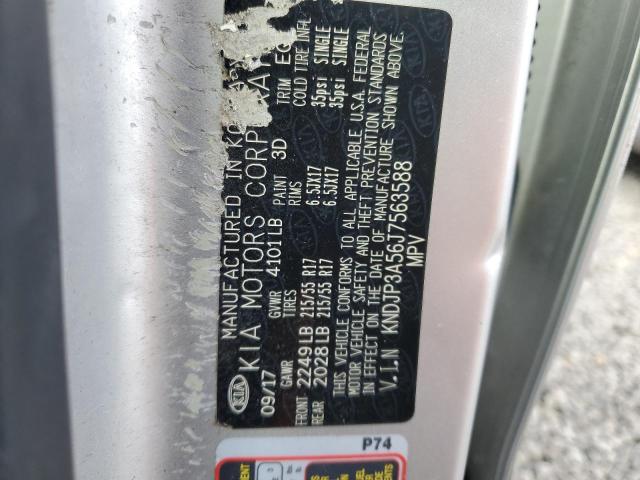 KIA
MANUFACTURED IN
KIA MOTORS CORP
09/17 GVWR 4101LB PAINT 3D TRIM
GAWR TIRES RIMS COLD TIRE INFL
FRONT 2249LB 215/55 R17 6.5JX17 35psi SINGLE
REAR 2028LB 215/55 R17 6.5JX17 35psi SINGLE
THIS VEHICLE CONFORMS TO ALL APPLICABLE U.S.A. FEDERAL
MOTOR VEHICLE SAFETY AND THEFT PREVENTION STANDARDS
IN EFFECT ON THE DATE OF MANUFACTURE SHOWN ABOVE.
V.I.N KNDJP3A56J7563588
MPV
P74